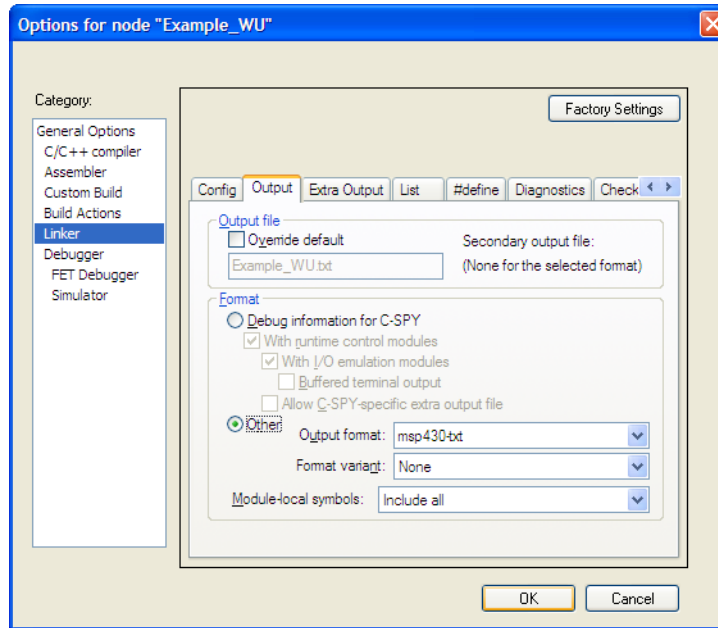 Options for node "Example_WU"
Category:
General Options
C/C++ compiler
Assembler
Custom Build
Build Actions
Linker
Debugger
FET Debugger
Simulator
Factory Settings
Config Output Extra Output List #define Diagnostics Check
Output file
Override default
Secondary output file:
Example_WU.txt
(None for the selected format)
Format
Debug information for C-SPY
With runtime control modules
With I/O emulation modules
Buffered terminal output
Allow C-SPY-specific extra output file
Other
Output format: msp430-txt
Format variant: None
Module-local symbols: Include all
OK Cancel